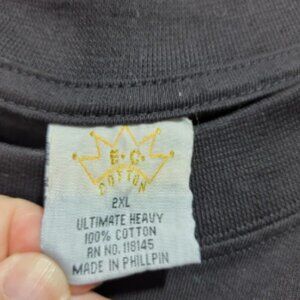 E.C.
COTTON
2XL
ULTIMATE HEAVY
100% COTTON
RN NO. 118145
MADE IN PHILLPIN